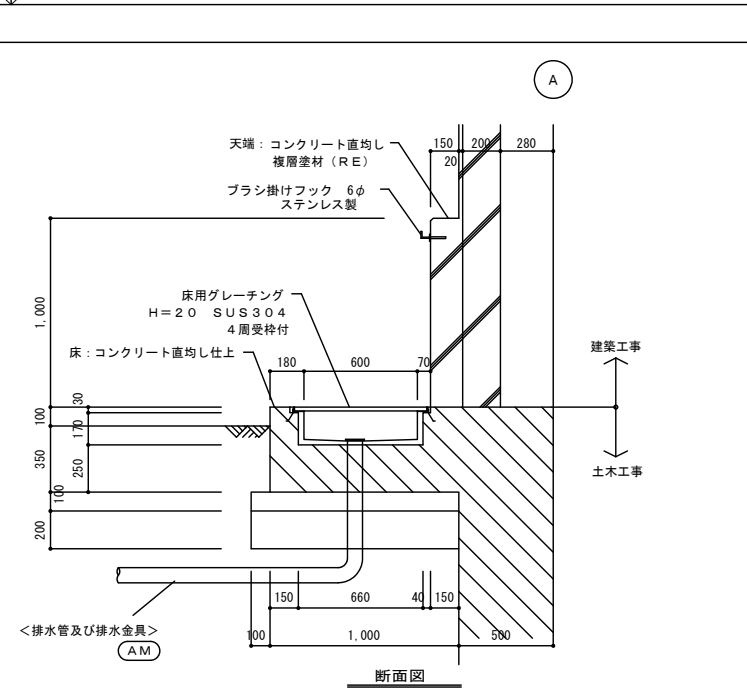 A
天端：コンクリート直均し
複層塗材（ＲＥ）
150
200
280
20
ブラシ掛けフック　6φ
ステンレス製
床用グレーチング
Ｈ＝２０　ＳＵＳ３０４
４周受枠付
床：コンクリート直均し仕上
180
600
70
建築工事
土木工事
1,000
100
350
200
30
170
250
100
150
660
40
150
100
1,000
500
＜排水管及び排水金具＞
ＡＭ
断面図